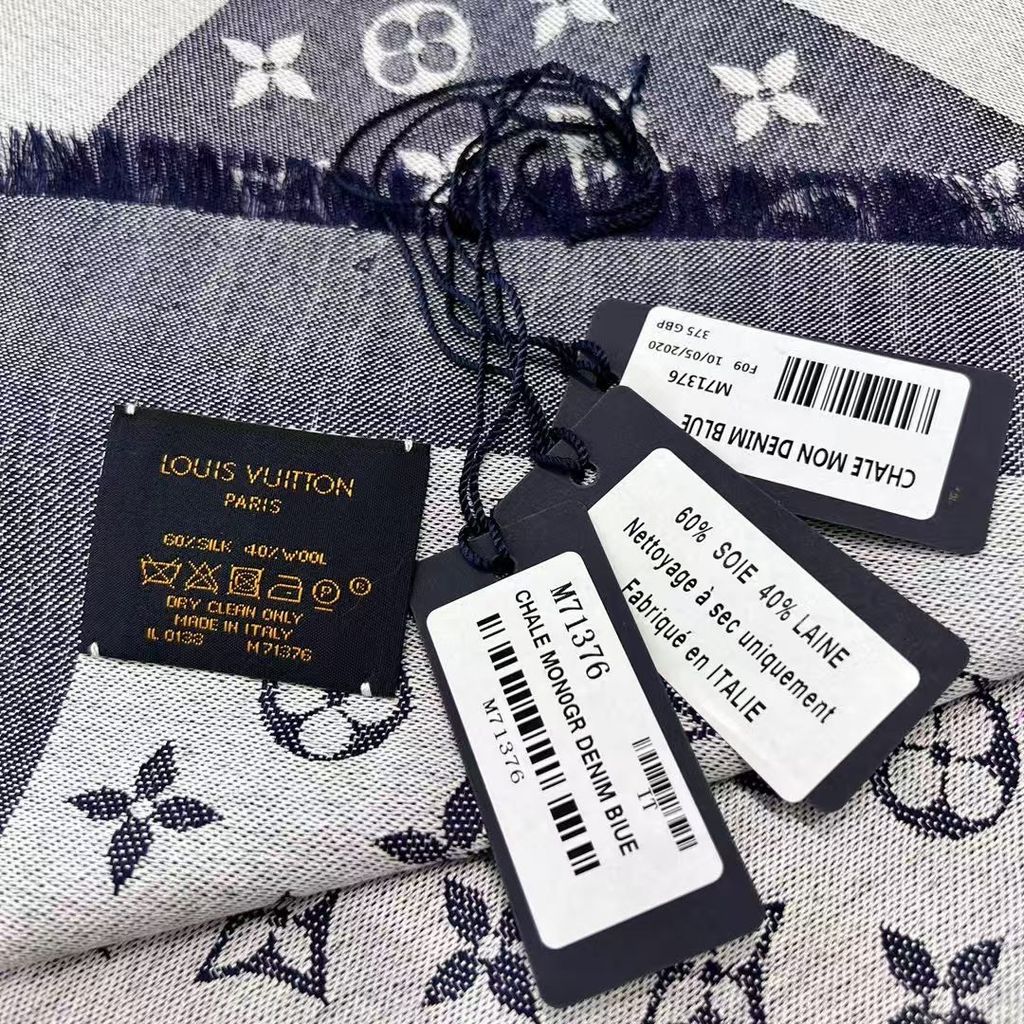 LOUIS VUITTON
PARIS
60% SILK 40% WOOL
P
DRY CLEAN ONLY
MADE IN ITALY
IL 0133 M71376
375 GBP
F09 10/05/2020
M71376
CHALE MON DENIM BLUE
60% SOIE 40% LAINE
Nettoyage à sec uniquement
Fabriqué en ITALIE
M71376
CHALE MONOGR DENIM BIUE
M71376
1T